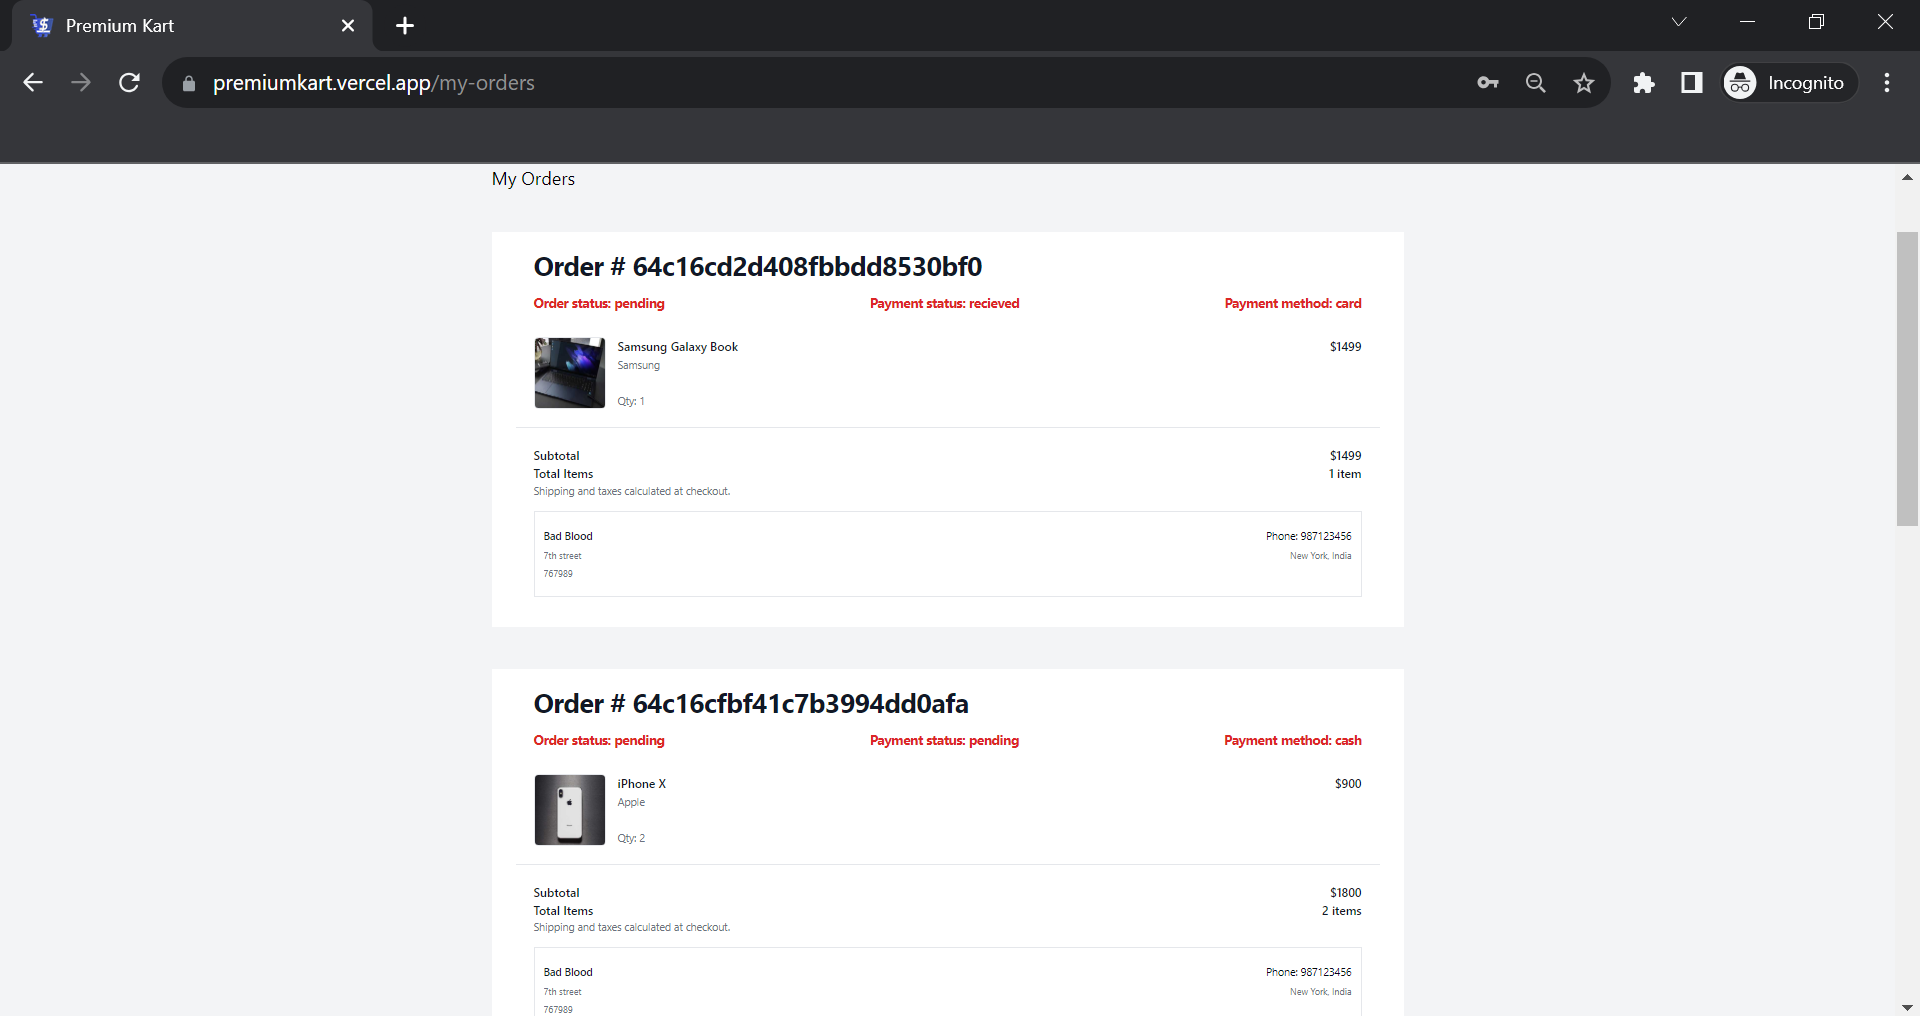 Premium Kart
premiumkart.vercel.app/my-orders
Incognito
My Orders
Order # 64c16cd2d408fbbdd8530bf0
Order status: pending Payment status: recieved Payment method: card
Samsung Galaxy Book $1499
Samsung
Qty: 1
Subtotal $1499
Total Items 1 item
Shipping and taxes calculated at checkout.
Bad Blood Phone: 987123456
7th street New York, India
767989
Order # 64c16cfbf41c7b3994dd0afa
Order status: pending Payment status: pending Payment method: cash
iPhone X $900
Apple
Qty: 2
Subtotal $1800
Total Items 2 items
Shipping and taxes calculated at checkout.
Bad Blood Phone: 987123456
7th street New York, India
767989